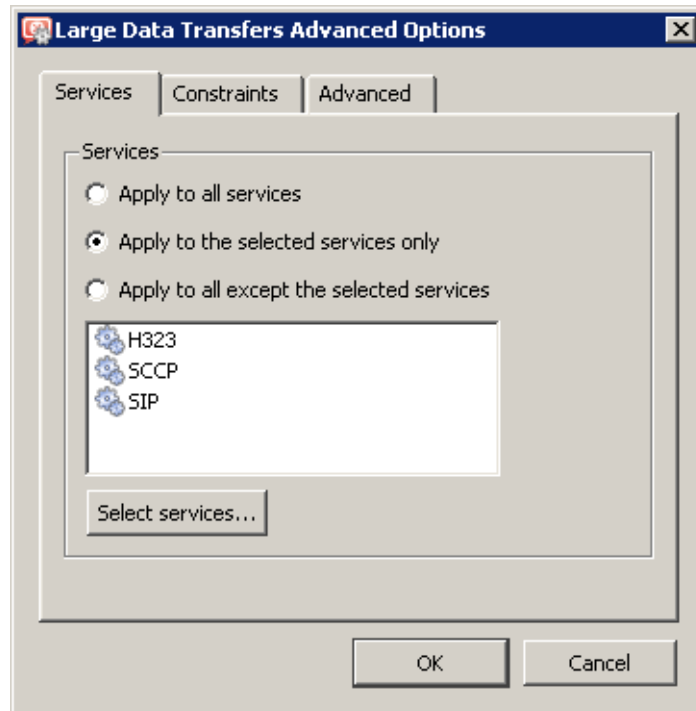 Large Data Transfers Advanced Options
Services Constraints Advanced
Services
Apply to all services
Apply to the selected services only
Apply to all except the selected services
H323
SCCP
SIP
Select services...
OK Cancel